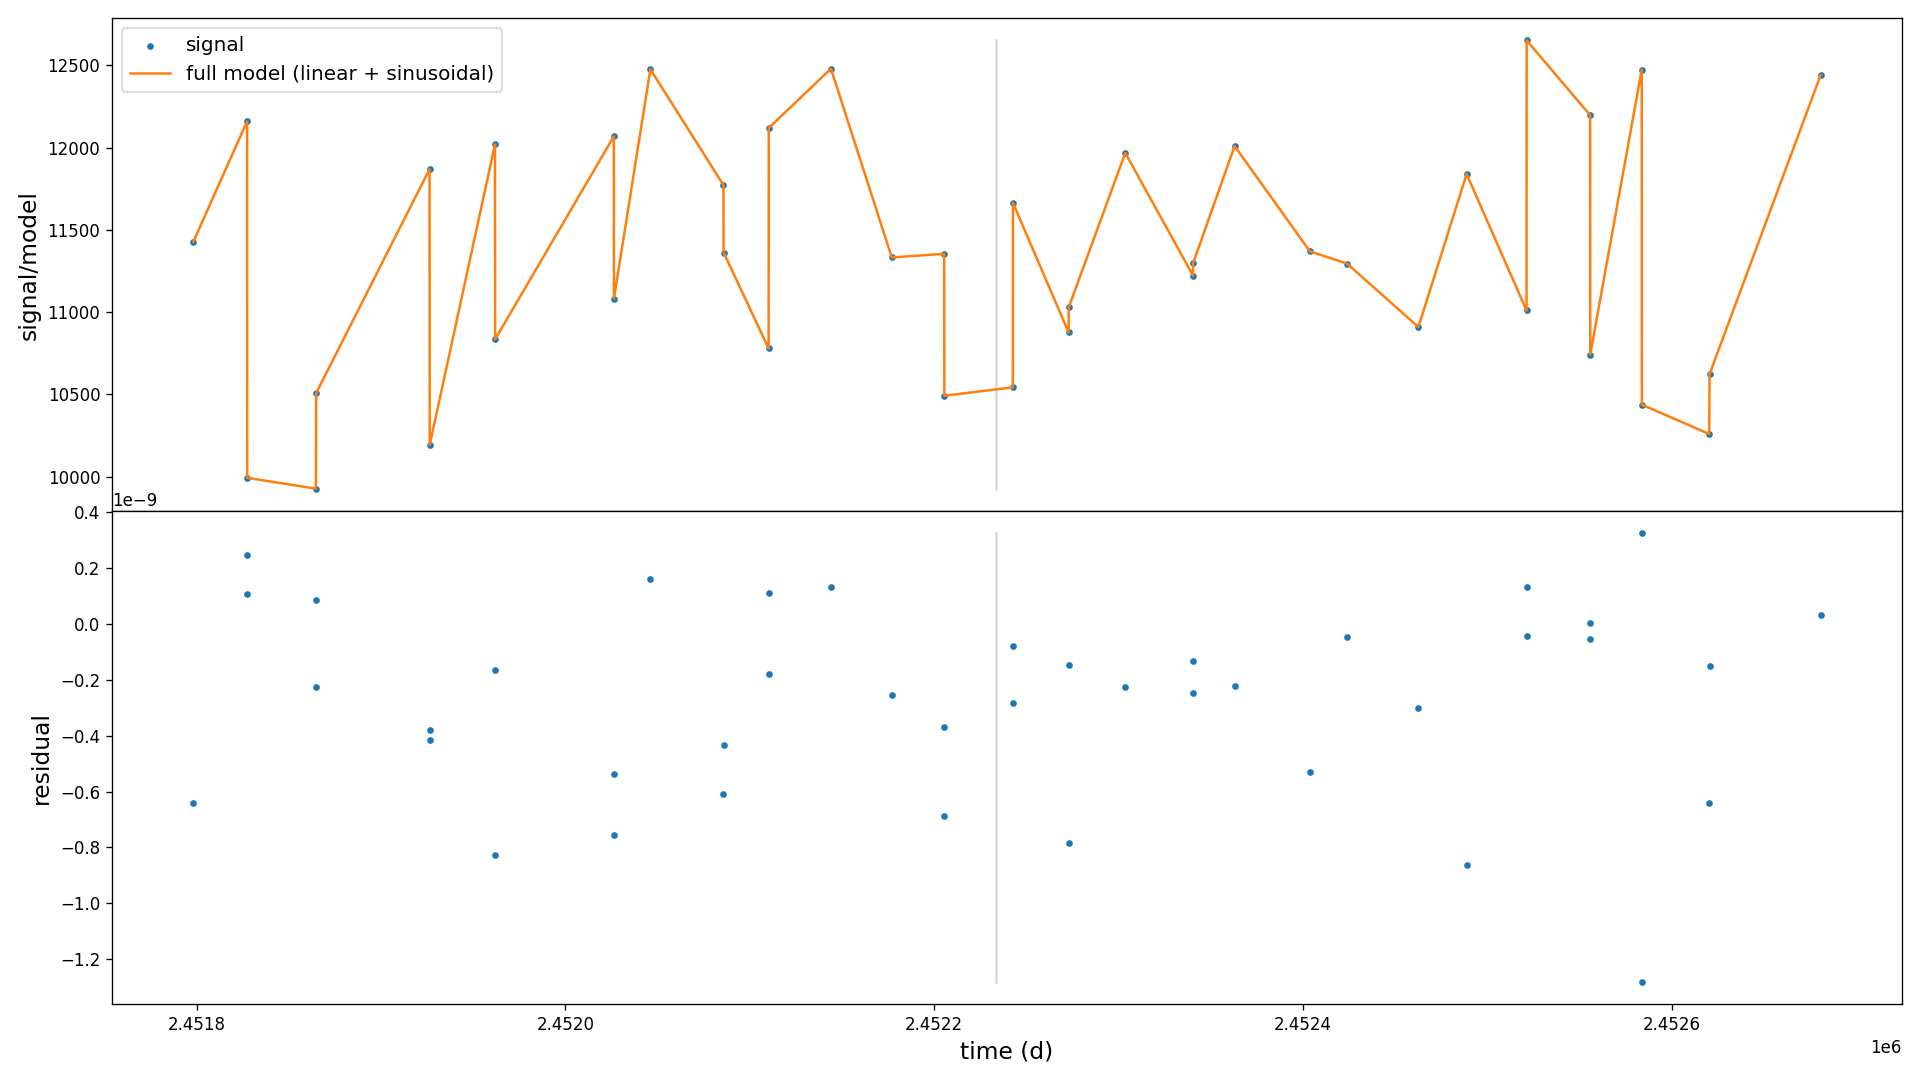 signal
full model (linear + sinusoidal)
12500
12000
11500
11000
10500
10000
signal/model
1e−9
0.4
0.2
0.0
−0.2
−0.4
−0.6
−0.8
−1.0
−1.2
residual
2.4518
2.4520
2.4522
2.4524
2.4526
time (d)
1e6